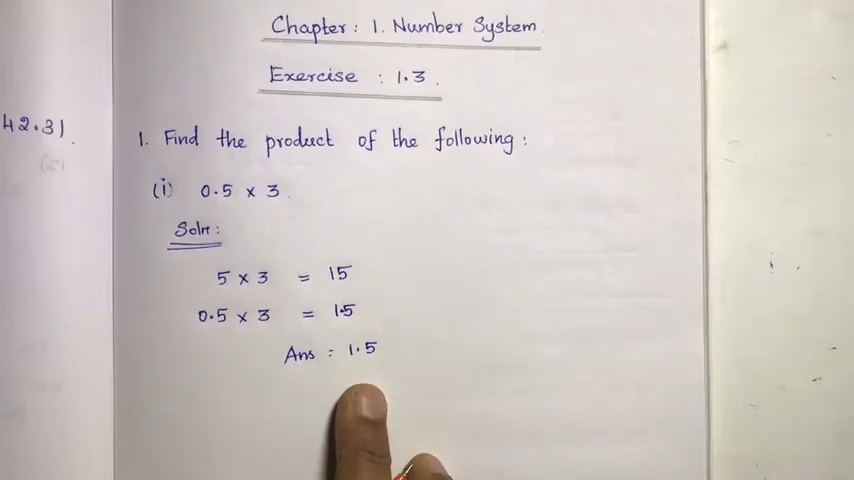 Chapter : 1. Number System.
Exercise : 1.3.
42.31.
1. Find the product of the following :
(i) 0.5 × 3.
Soln :
5 × 3 = 15
0.5 × 3 = 1.5
Ans = 1.5